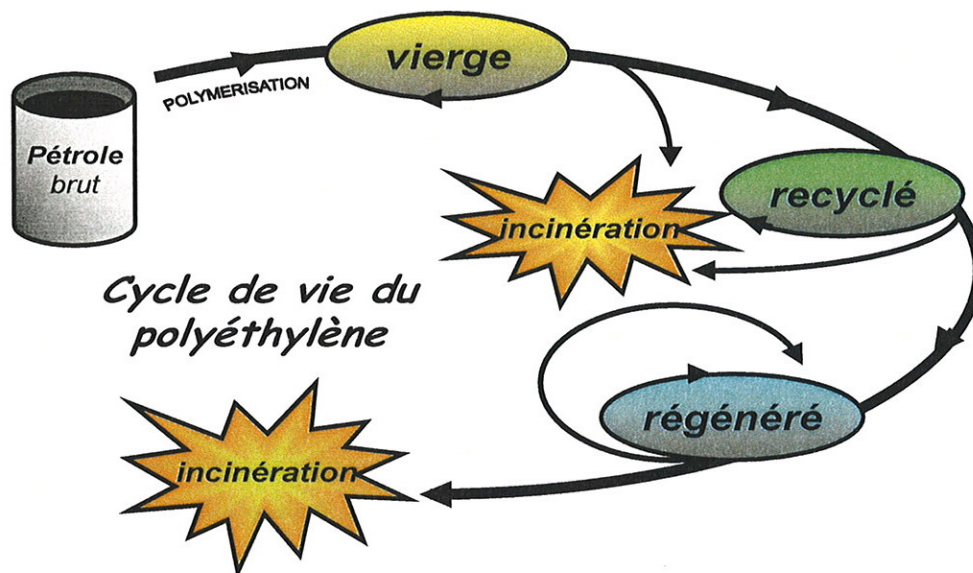 vierge
POLYMERISATION
Pétrole
brut
recyclé
incinération
Cycle de vie du
polyéthylène
régénéré
incinération